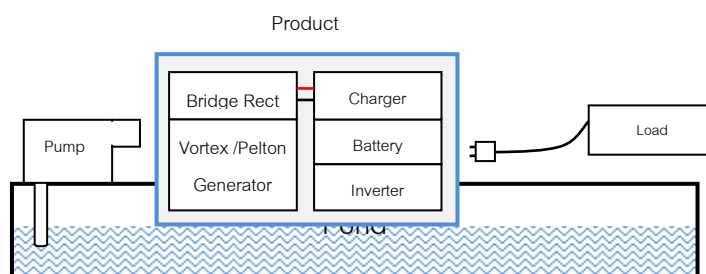 Product
Bridge Rect
Charger
Pump
Vortex /Pelton
Generator
Battery
Inverter
Load
Pond